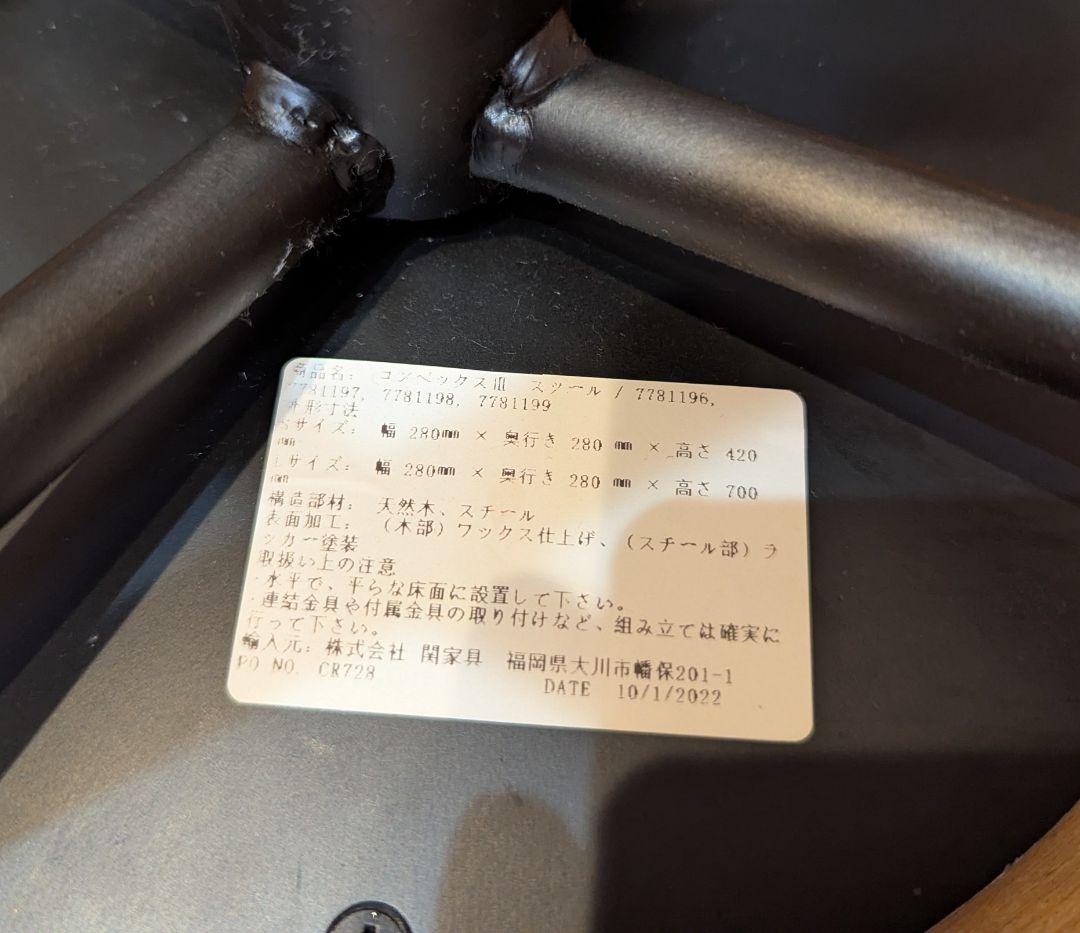 商品名: コンベックスⅢ スツール / 7781196,
7781197, 7781198, 7781199
外形寸法
Sサイズ: 幅 280mm × 奥行き 280 mm × 高さ 420
mm
Lサイズ: 幅 280mm × 奥行き 280 mm × 高さ 700
mm
構造部材: 天然木、スチール
表面加工: (木部) ワックス仕上げ、(スチール部) ラ
ッカー塗装
取扱い上の注意
・水平で、平らな床面に設置して下さい。
・連結金具や付属金具の取り付けなど、組み立ては確実に
行って下さい。
輸入元: 株式会社 関家具 福岡県大川市幡保201-1
PO NO. CR728 DATE 10/1/2022